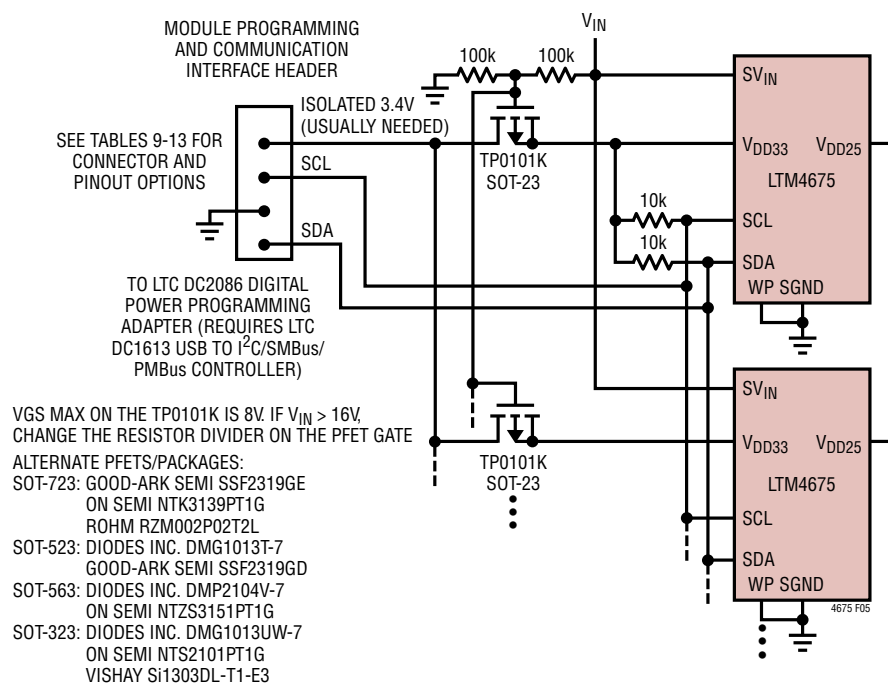 MODULE PROGRAMMING
AND COMMUNICATION
INTERFACE HEADER
V_IN
100k
100k
ISOLATED 3.4V
(USUALLY NEEDED)
SEE TABLES 9-13 FOR
CONNECTOR AND
PINOUT OPTIONS
SCL
SDA
TP0101K
SOT-23
10k
10k
SV_IN
V_DD33
V_DD25
LTM4675
SCL
SDA
WP SGND
TO LTC DC2086 DIGITAL
POWER PROGRAMMING
ADAPTER (REQUIRES LTC
DC1613 USB TO I²C/SMBus/
PMBus CONTROLLER)
VGS MAX ON THE TP0101K IS 8V. IF V_IN > 16V,
CHANGE THE RESISTOR DIVIDER ON THE PFET GATE
TP0101K
SOT-23
SV_IN
V_DD33
V_DD25
LTM4675
SCL
SDA
WP SGND
4675 F05
ALTERNATE PFETS/PACKAGES:
SOT-723: GOOD-ARK SEMI SSF2319GE
ON SEMI NTK3139PT1G
ROHM RZM002P02T2L
SOT-523: DIODES INC. DMG1013T-7
GOOD-ARK SEMI SSF2319GD
SOT-563: DIODES INC. DMP2104V-7
ON SEMI NTZS3151PT1G
SOT-323: DIODES INC. DMG1013UW-7
ON SEMI NTS2101PT1G
VISHAY Si1303DL-T1-E3